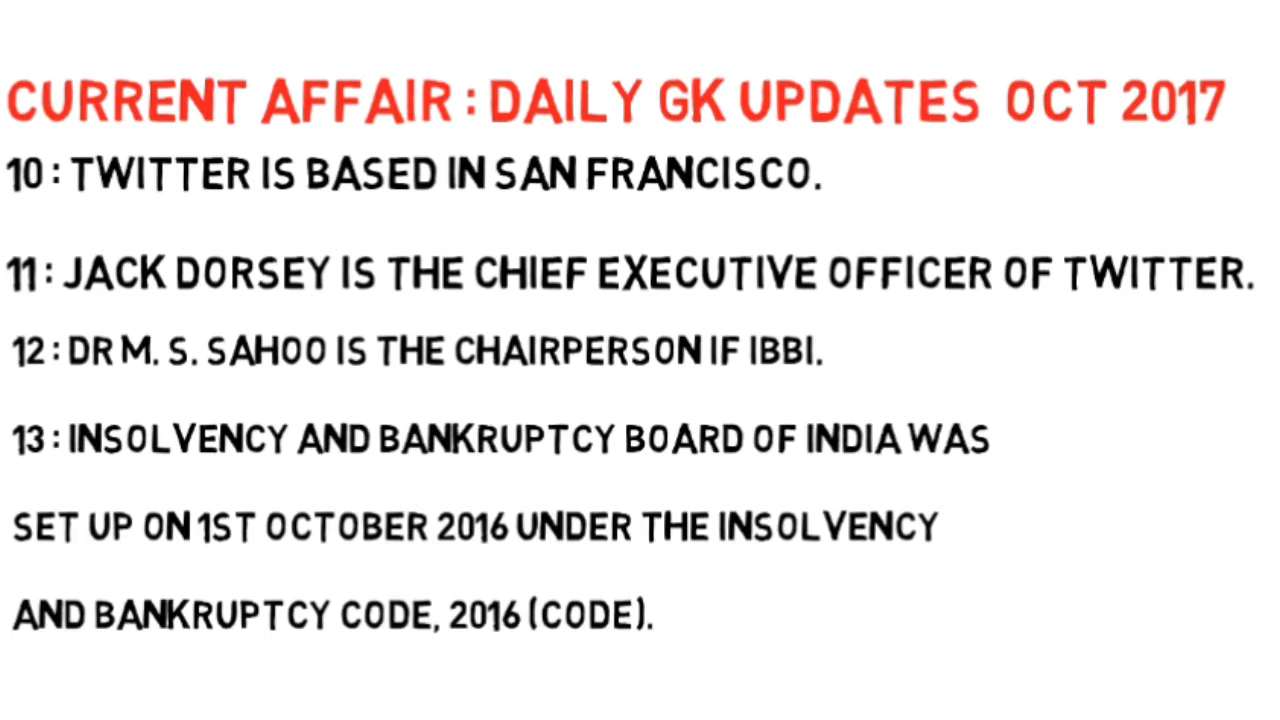 CURRENT AFFAIR : DAILY GK UPDATES OCT 2017
10 : TWITTER IS BASED IN SAN FRANCISCO.
11 : JACK DORSEY IS THE CHIEF EXECUTIVE OFFICER OF TWITTER.
12 : DR M. S. SAHOO IS THE CHAIRPERSON IF IBBI.
13 : INSOLVENCY AND BANKRUPTCY BOARD OF INDIA WAS
SET UP ON 1ST OCTOBER 2016 UNDER THE INSOLVENCY
AND BANKRUPTCY CODE, 2016 (CODE).